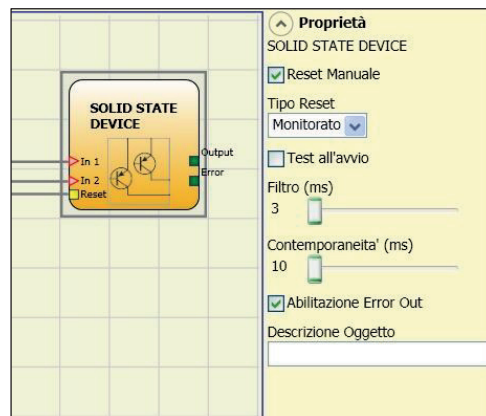 SOLID STATE
DEVICE
In 1
In 2
Reset
Output
Error
Proprietà
SOLID STATE DEVICE
Reset Manuale
Tipo Reset
Monitorato
Test all'avvio
Filtro (ms)
3
Contemporaneita' (ms)
10
Abilitazione Error Out
Descrizione Oggetto